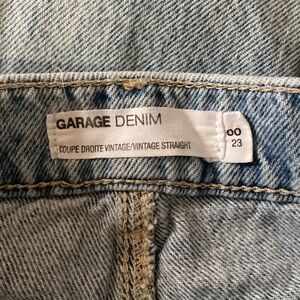 GARAGE DENIM
COUPE DROITE VINTAGE/VINTAGE STRAIGHT
00
23